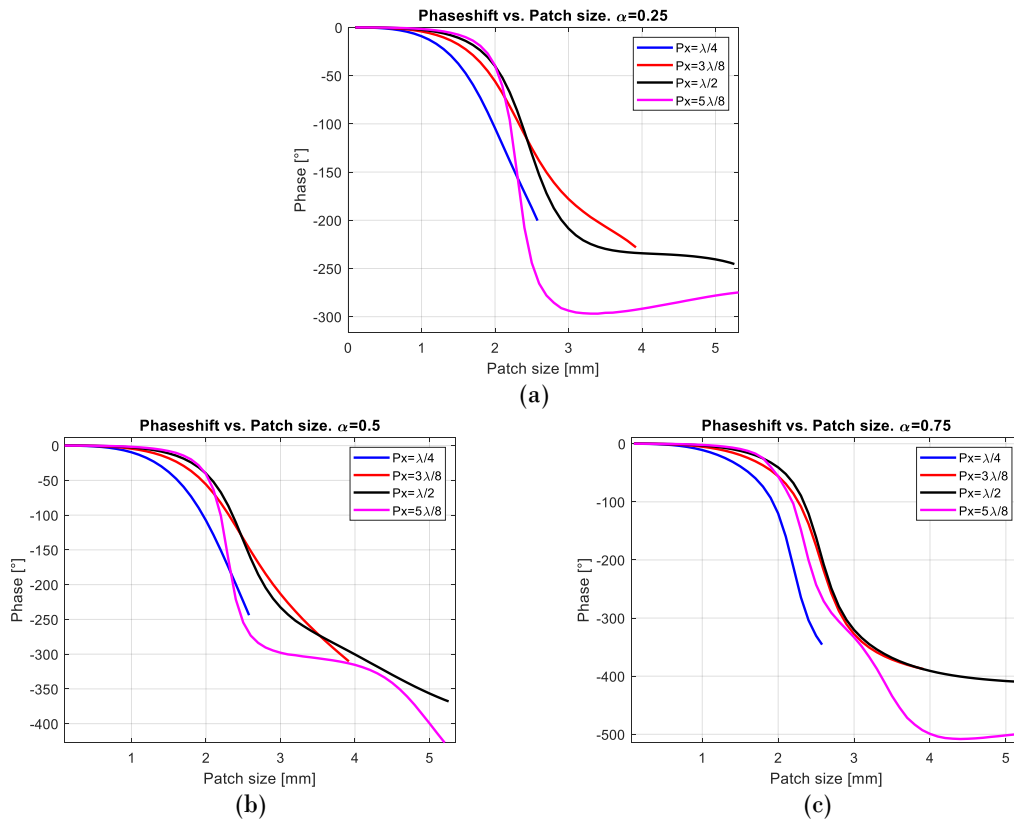 Phaseshift vs. Patch size. α=0.25
Px=λ/4
Px=3λ/8
Px=λ/2
Px=5λ/8
0
-50
-100
-150
-200
-250
-300
Phase [°]
0 1 2 3 4 5
Patch size [mm]
(a)
Phaseshift vs. Patch size. α=0.5
Px=λ/4
Px=3λ/8
Px=λ/2
Px=5λ/8
0
-50
-100
-150
-200
-250
-300
-350
-400
Phase [°]
1 2 3 4 5
Patch size [mm]
(b)
Phaseshift vs. Patch size. α=0.75
Px=λ/4
Px=3λ/8
Px=λ/2
Px=5λ/8
0
-100
-200
-300
-400
-500
Phase [°]
1 2 3 4 5
Patch size [mm]
(c)